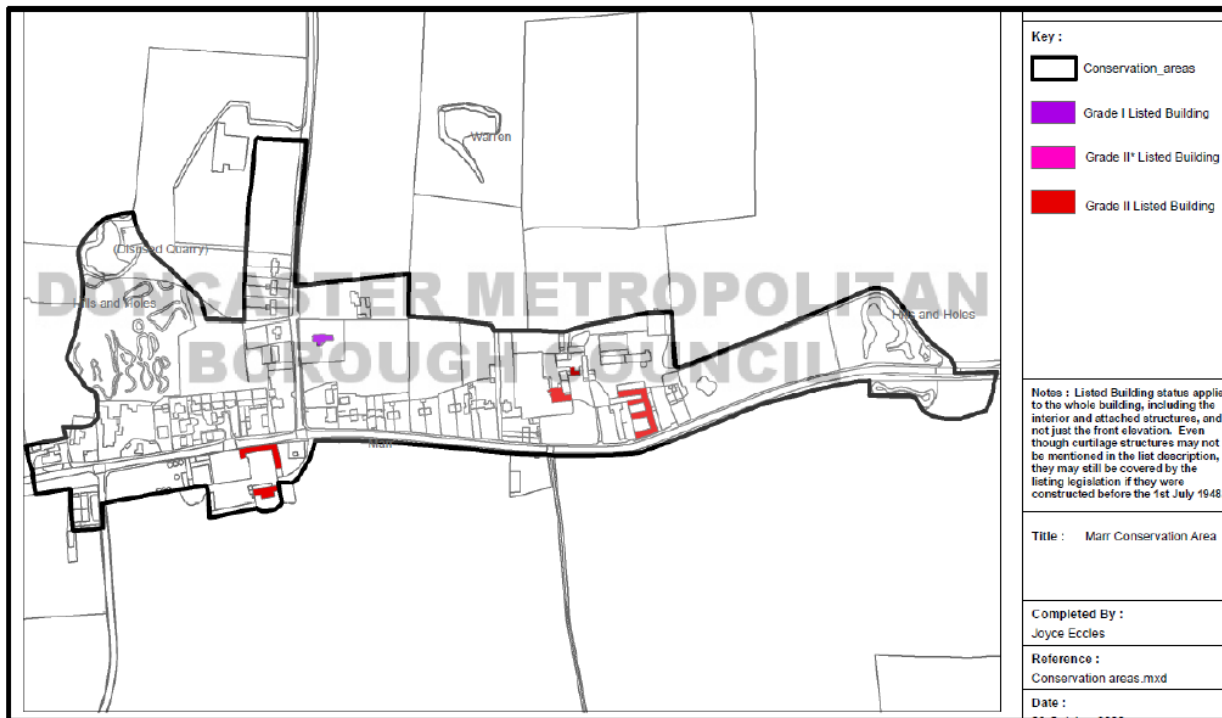 Warren
(Disused Quarry)
Hills and Holes
Hills and Holes
DONCASTER METROPOLITAN
BOROUGH COUNCIL
Marr
Key :
Conservation_areas
Grade I Listed Building
Grade II* Listed Building
Grade II Listed Building
Notes : Listed Building status applie
to the whole building, including the
interior and attached structures, and
not just the front elevation. Even
though curtilage structures may not
be mentioned in the list description,
they may still be covered by the
listing legislation if they were
constructed before the 1st July 1948
Title : Marr Conservation Area
Completed By :
Joyce Eccles
Reference :
Conservation areas.mxd
Date :